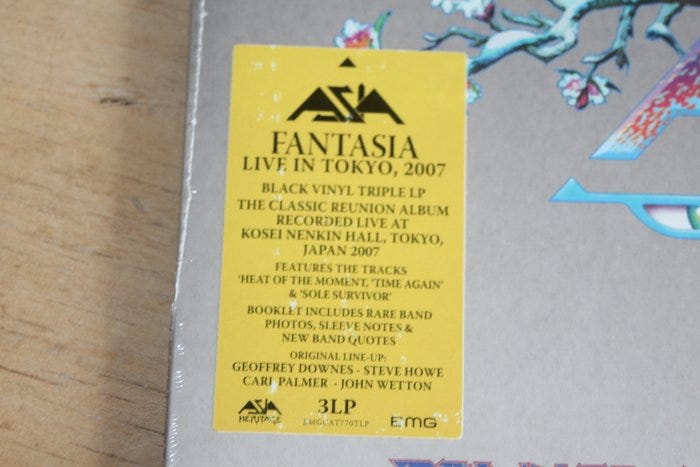 ASIA
FANTASIA
LIVE IN TOKYO, 2007
BLACK VINYL TRIPLE LP
THE CLASSIC REUNION ALBUM
RECORDED LIVE AT
KOSEI NENKIN HALL, TOKYO,
JAPAN 2007
FEATURES THE TRACKS
'HEAT OF THE MOMENT, 'TIME AGAIN'
& 'SOLE SURVIVOR'
BOOKLET INCLUDES RARE BAND
PHOTOS, SLEEVE NOTES &
NEW BAND QUOTES
ORIGINAL LINE-UP:
GEOFFREY DOWNES - STEVE HOWE
CARL PALMER - JOHN WETTON
ASIA
HERITAGE
3LP
EMGCAT770TLP
EMG